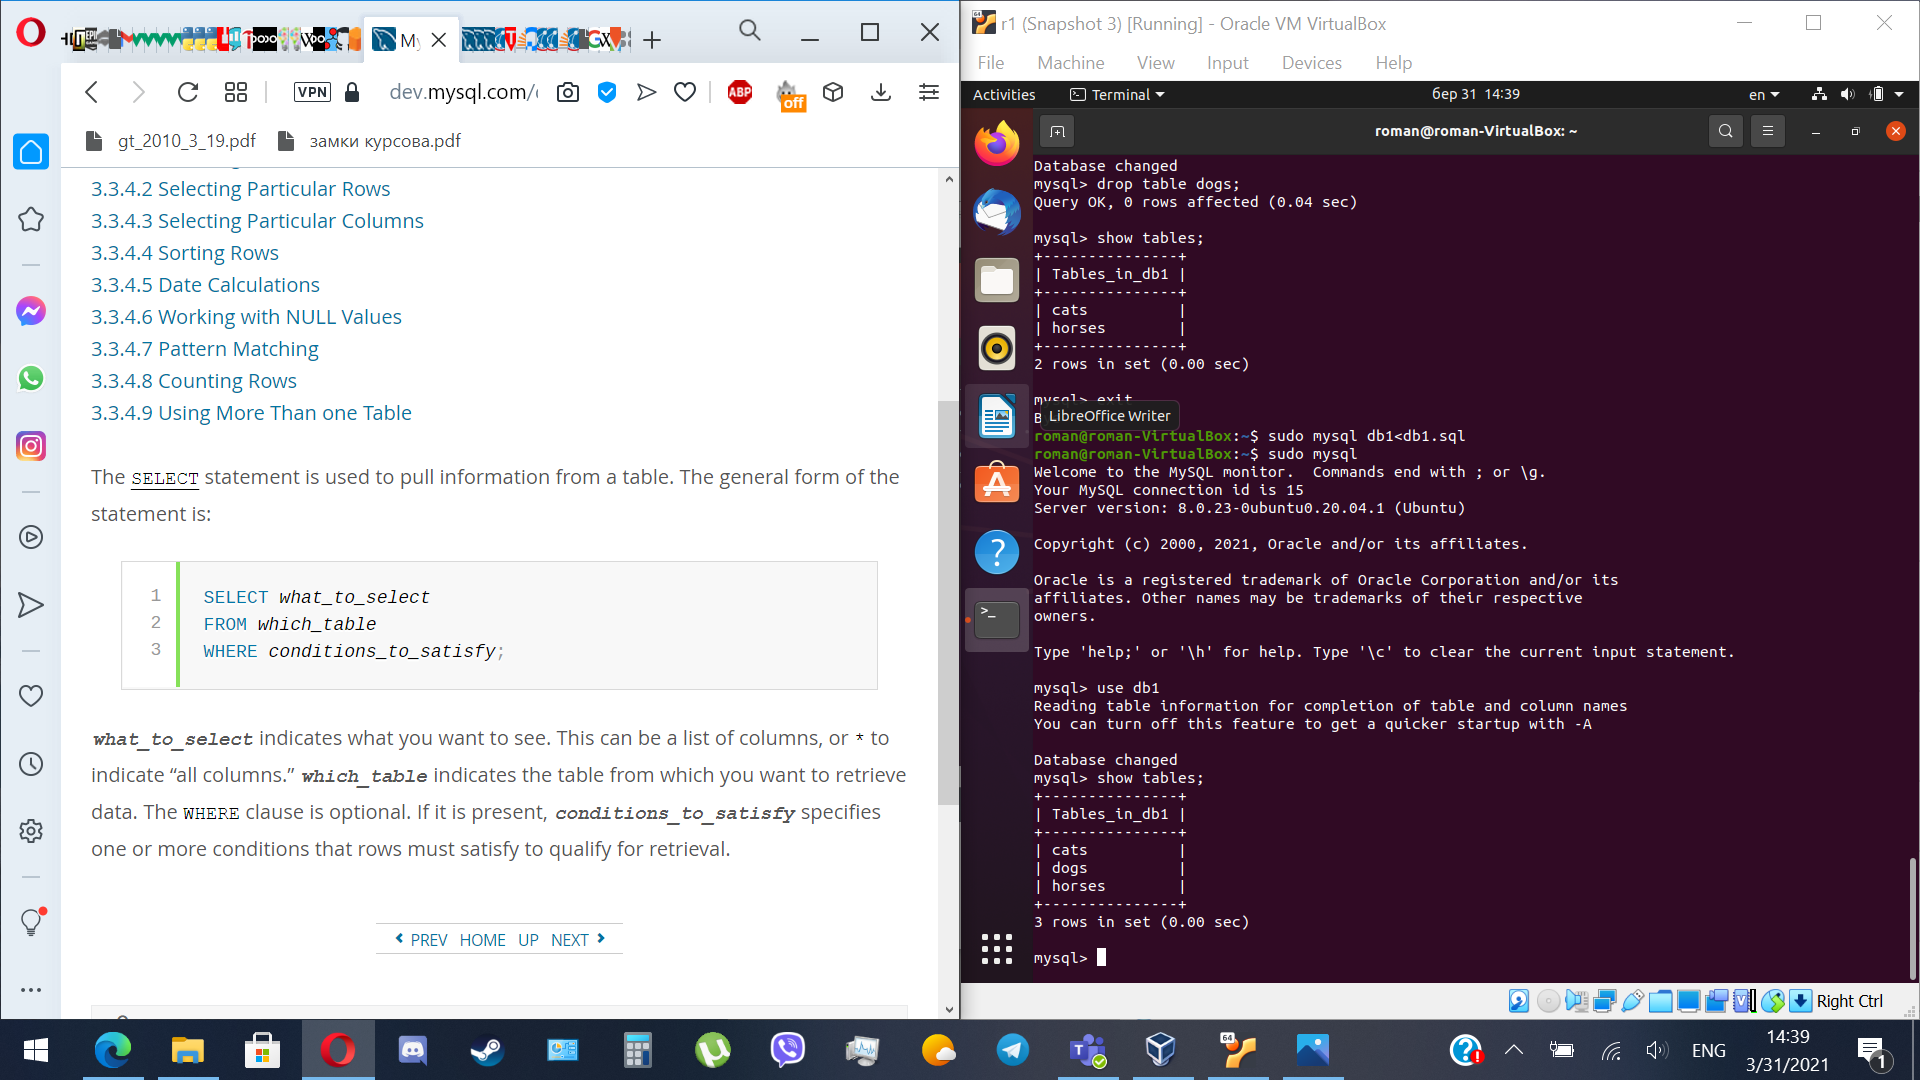 My
dev.mysql.com/
VPN
ABP
off
gt_2010_3_19.pdf
замки курсова.pdf
3.3.4.2 Selecting Particular Rows
3.3.4.3 Selecting Particular Columns
3.3.4.4 Sorting Rows
3.3.4.5 Date Calculations
3.3.4.6 Working with NULL Values
3.3.4.7 Pattern Matching
3.3.4.8 Counting Rows
3.3.4.9 Using More Than one Table
The SELECT statement is used to pull information from a table. The general form of the
statement is:
1 SELECT what_to_select
2 FROM which_table
3 WHERE conditions_to_satisfy;
what_to_select indicates what you want to see. This can be a list of columns, or * to
indicate “all columns.” which_table indicates the table from which you want to retrieve
data. The WHERE clause is optional. If it is present, conditions_to_satisfy specifies
one or more conditions that rows must satisfy to qualify for retrieval.
PREV HOME UP NEXT
r1 (Snapshot 3) [Running] - Oracle VM VirtualBox
File Machine View Input Devices Help
Activities Terminal бер 31 14:39 en
roman@roman-VirtualBox: ~
Database changed
mysql> drop table dogs;
Query OK, 0 rows affected (0.04 sec)
mysql> show tables;
+---------------+
| Tables_in_db1 |
+---------------+
| cats |
| horses |
+---------------+
2 rows in set (0.00 sec)
mysql> exit
LibreOffice Writer
roman@roman-VirtualBox:~$ sudo mysql db1<db1.sql
roman@roman-VirtualBox:~$ sudo mysql
Welcome to the MySQL monitor. Commands end with ; or \g.
Your MySQL connection id is 15
Server version: 8.0.23-0ubuntu0.20.04.1 (Ubuntu)
Copyright (c) 2000, 2021, Oracle and/or its affiliates.
Oracle is a registered trademark of Oracle Corporation and/or its
affiliates. Other names may be trademarks of their respective
owners.
Type 'help;' or '\h' for help. Type '\c' to clear the current input statement.
mysql> use db1
Reading table information for completion of table and column names
You can turn off this feature to get a quicker startup with -A
Database changed
mysql> show tables;
+---------------+
| Tables_in_db1 |
+---------------+
| cats |
| dogs |
| horses |
+---------------+
3 rows in set (0.00 sec)
mysql>
Right Ctrl
ENG
14:39
3/31/2021
1